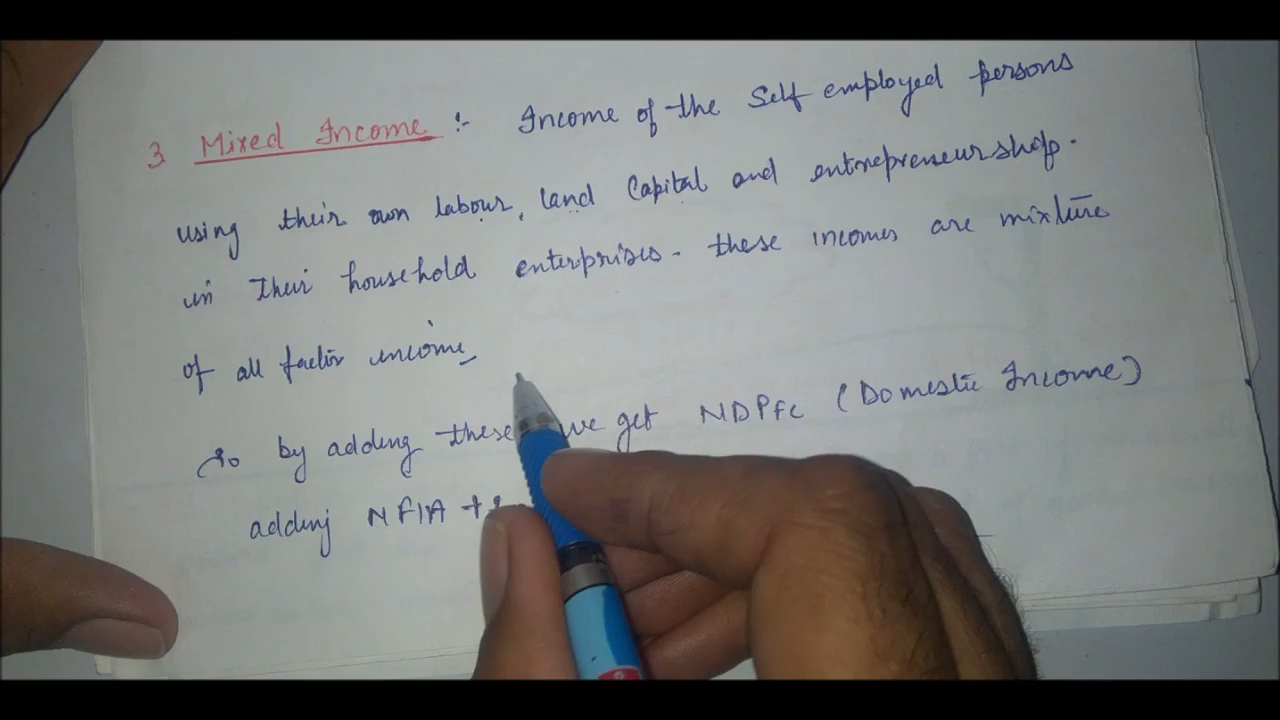 3 Mixed Income :- Income of the Self employed persons
using their own labour, land Capital and entrepreneurshop.
in their household enterprises. these incomes are mixture
of all factor income
So by adding these we get NDPFC (Domestic Income)
adding NFIA